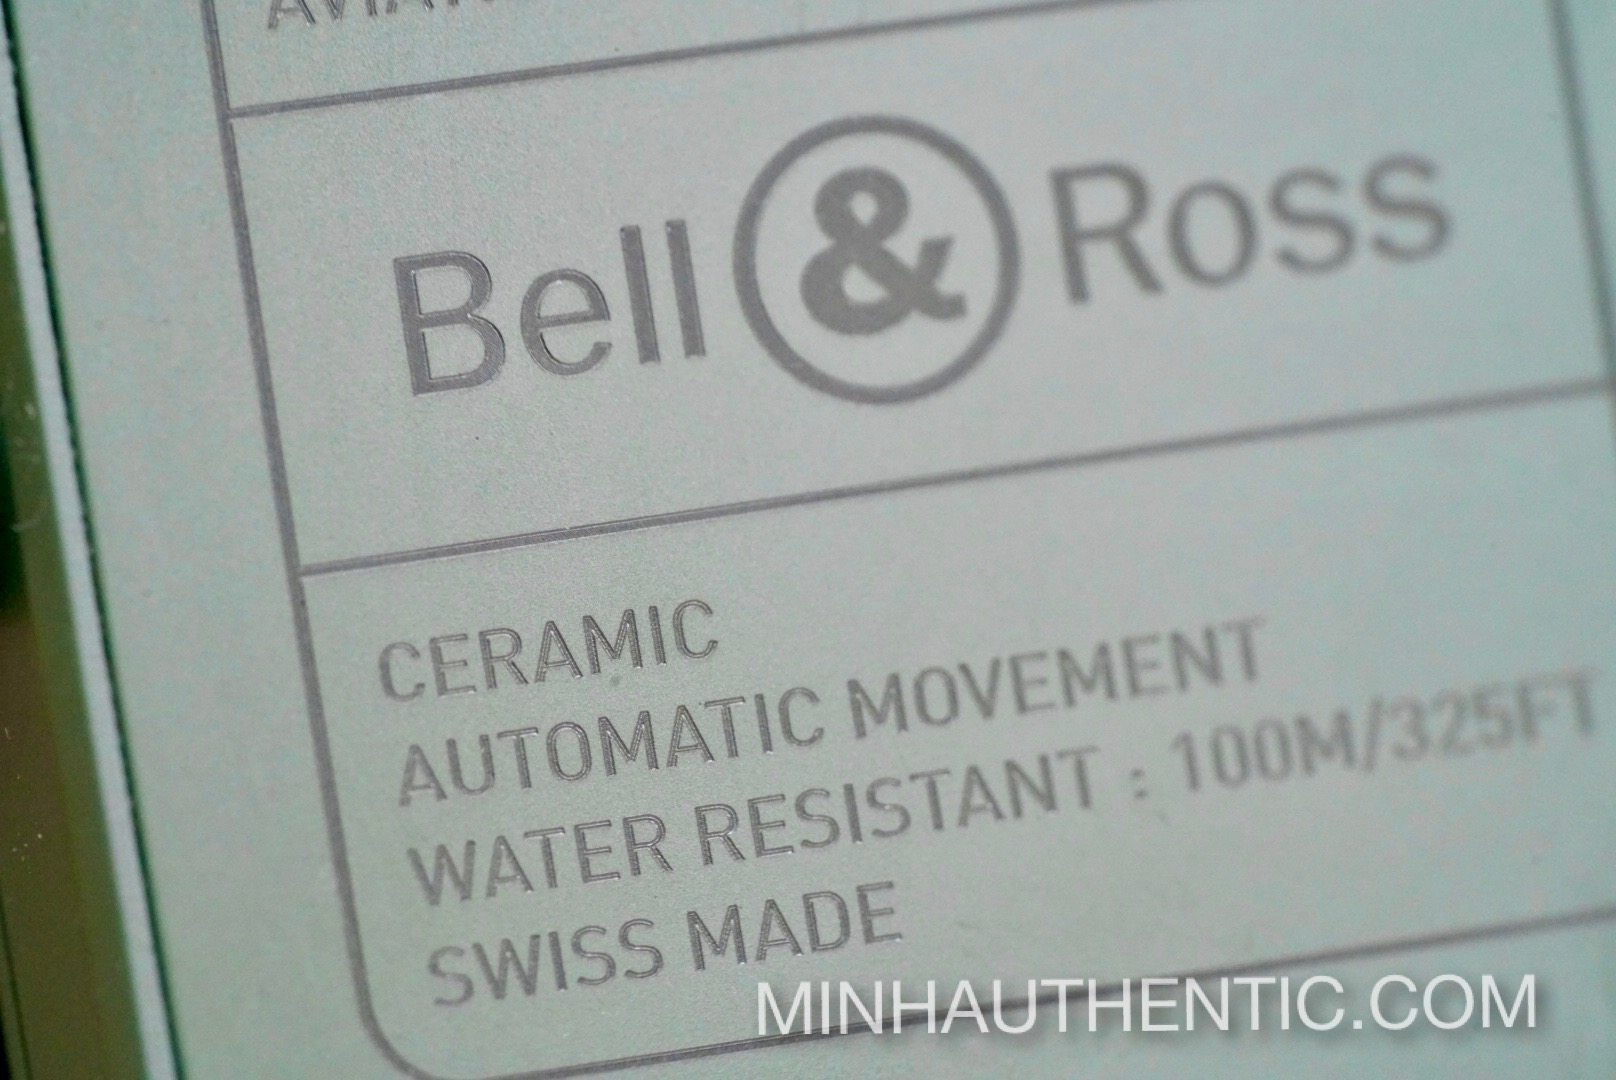 Bell & Ross
CERAMIC
AUTOMATIC MOVEMENT
WATER RESISTANT : 100M/325FT
SWISS MADE
MINHAUTHENTIC.COM